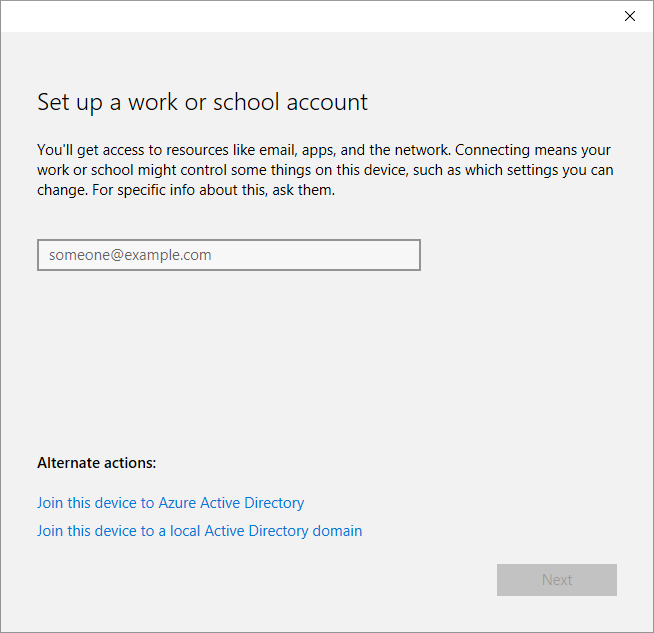 Set up a work or school account
You'll get access to resources like email, apps, and the network. Connecting means your
work or school might control some things on this device, such as which settings you can
change. For specific info about this, ask them.
someone@example.com
Alternate actions:
Join this device to Azure Active Directory
Join this device to a local Active Directory domain
Next